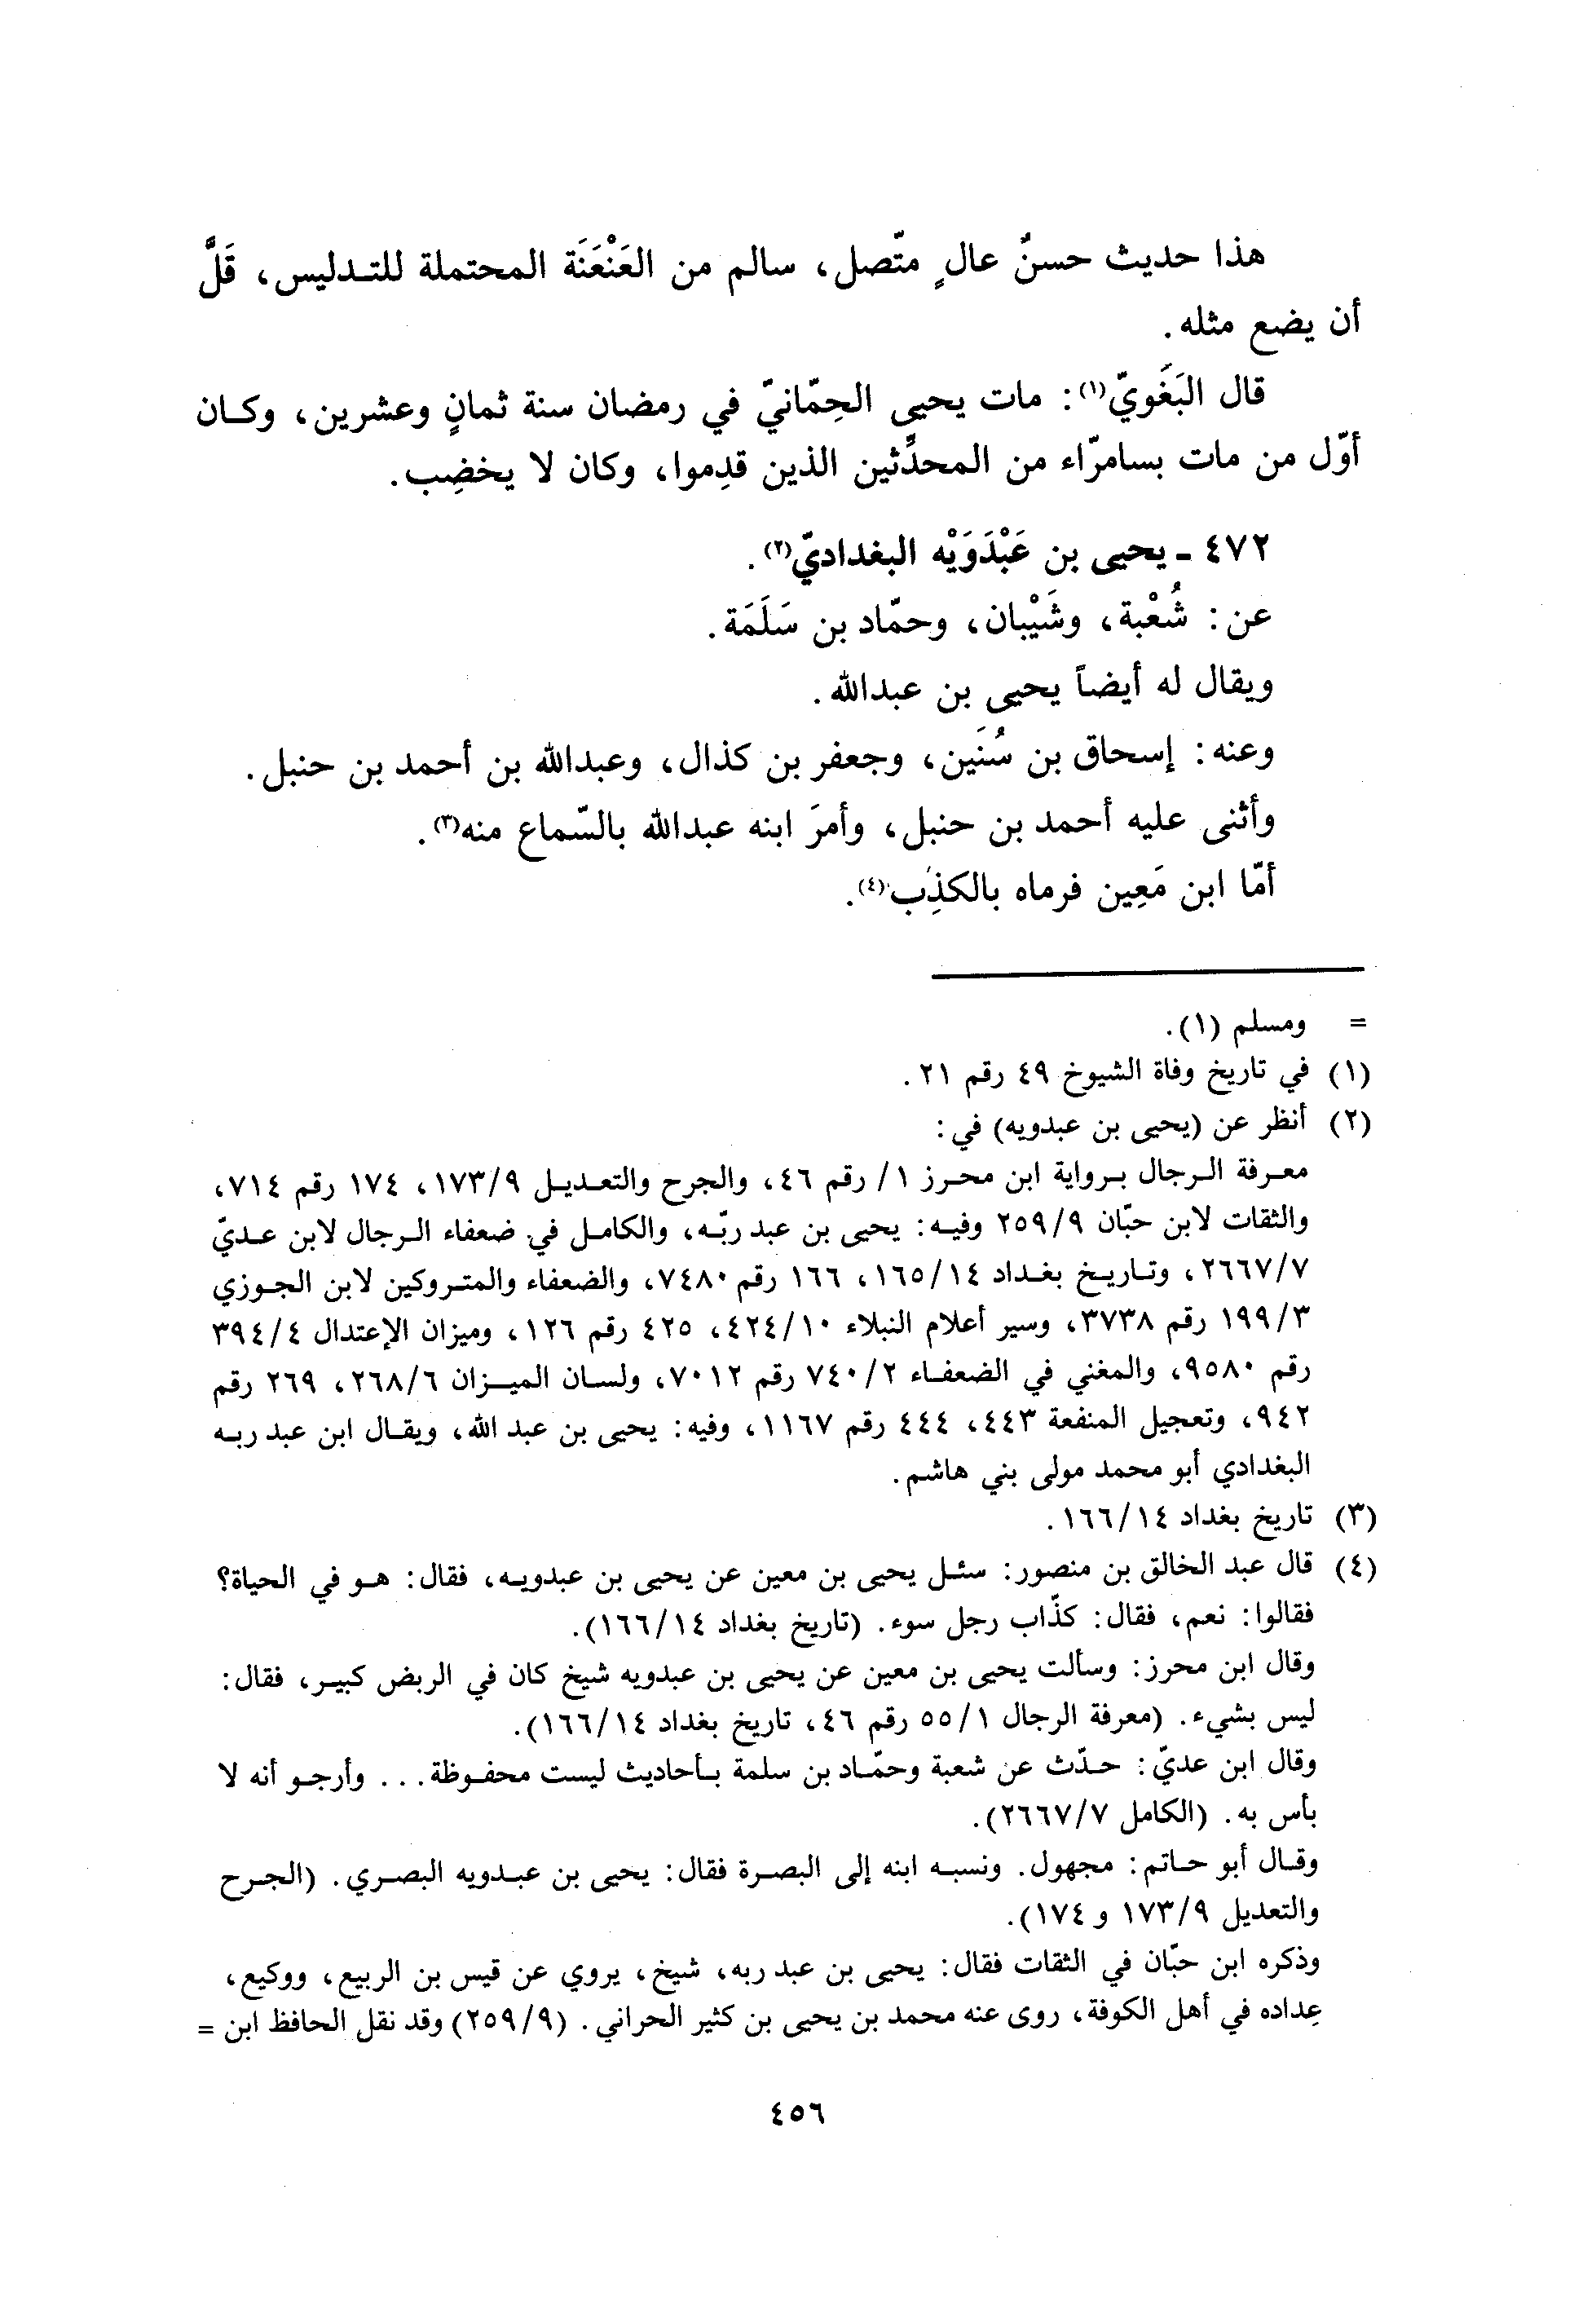 هذا حديث حسنٌ عالٍ متّصل، سالم من العَنْعَنَة المحتملة للتدليس، قَلَّ
أن يضع مثله.
قال البَغَويّ(١): مات يحيى الحِمّانيّ في رمضان سنة ثمانٍ وعشرين، وكان
أوّل من مات بسامرّاء من المحدِّثين الذين قدِموا، وكان لا يخضِب.
٤٧٢ - يحيى بن عَبْدَوَيْه البغداديّ(٢).
عن: شُعْبة، وشَيْبان، وحمّاد بن سَلَمَة.
ويقال له أيضاً يحيى بن عبدالله.
وعنه: إسحاق بن سُنَين، وجعفر بن كذال، وعبدالله بن أحمد بن حنبل.
وأثنى عليه أحمد بن حنبل، وأمرَ ابنه عبدالله بالسّماع منه(٣).
أمّا ابن مَعِين فرماه بالكذِب(٤).
= ومسلم (١).
(١) في تاريخ وفاة الشيوخ ٤٩ رقم ٢١.
(٢) أنظر عن (يحيى بن عبدويه) في:
معرفة الرجال برواية ابن محرز ١/ رقم ٤٦، والجرح والتعديل ١٧٣/٩، ١٧٤ رقم ٧١٤،
والثقات لابن حبّان ٢٥٩/٩ وفيه: يحيى بن عبد ربّه، والكامل في ضعفاء الرجال لابن عديّ
٢٦٦٧/٧، وتاريخ بغداد ١٦٥/١٤، ١٦٦ رقم ٧٤٨٠، والضعفاء والمتروكين لابن الجوزي
١٩٩/٣ رقم ٣٧٣٨، وسير أعلام النبلاء ٤٢٤/١٠، ٤٢٥ رقم ١٢٦، وميزان الإعتدال ٣٩٤/٤
رقم ٩٥٨٠، والمغني في الضعفاء ٧٤٠/٢ رقم ٧٠١٢، ولسان الميزان ٢٦٨/٦، ٢٦٩ رقم
٩٤٢، وتعجيل المنفعة ٤٤٣، ٤٤٤ رقم ١١٦٧، وفيه: يحيى بن عبد الله، ويقال ابن عبد ربه
البغدادي أبو محمد مولى بني هاشم.
(٣) تاريخ بغداد ١٦٦/١٤.
(٤) قال عبد الخالق بن منصور: سئل يحيى بن معين عن يحيى بن عبدويه، فقال: هو في الحياة؟
فقالوا: نعم، فقال: كذّاب رجل سوء. (تاريخ بغداد ١٦٦/١٤).
وقال ابن محرز: وسألت يحيى بن معين عن يحيى بن عبدويه شيخ كان في الربض كبير، فقال:
ليس بشيء. (معرفة الرجال ٥٥/١ رقم ٤٦، تاريخ بغداد ١٦٦/١٤).
وقال ابن عديّ: حدّث عن شعبة وحمّاد بن سلمة بأحاديث ليست محفوظة... وأرجو أنه لا
بأس به. (الكامل ٢٦٦٧/٧).
وقال أبو حاتم: مجهول. ونسبه ابنه إلى البصرة فقال: يحيى بن عبدويه البصري. (الجرح
والتعديل ١٧٣/٩ و ١٧٤).
وذكره ابن حبّان في الثقات فقال: يحيى بن عبد ربه، شيخ، يروي عن قيس بن الربيع، ووكيع،
عِداده في أهل الكوفة، روى عنه محمد بن يحيى بن كثير الحراني. (٢٥٩/٩) وقد نقل الحافظ ابن =
٤٥٦